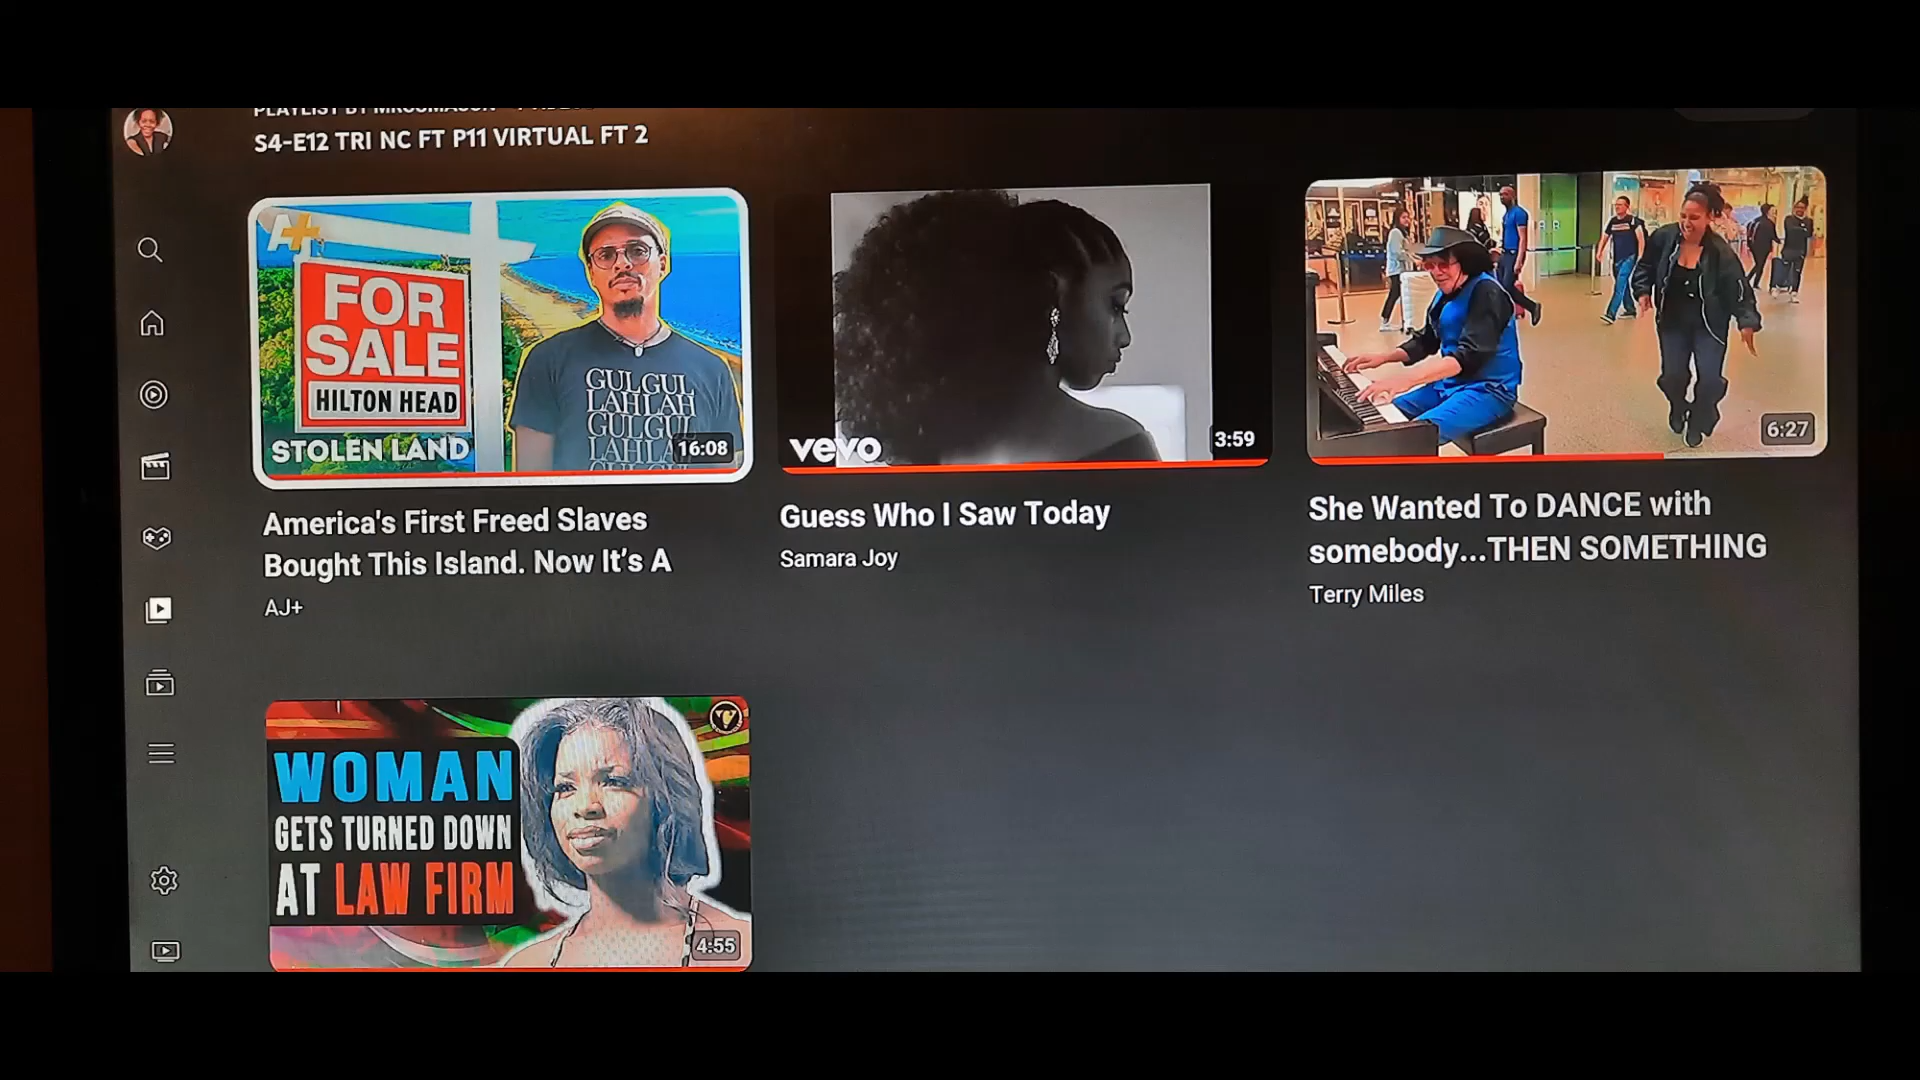 S4-E12 TRI NC FT P11 VIRTUAL FT 2
A+
FOR
SALE
HILTON HEAD
STOLEN LAND
GULGUL
LAHLAH
GULGUL
LAHLA
16:08
vevo
3:59
6:27
America's First Freed Slaves
Bought This Island. Now It’s A
AJ+
Guess Who I Saw Today
Samara Joy
She Wanted To DANCE with
somebody...THEN SOMETHING
Terry Miles
WOMAN
GETS TURNED DOWN
AT LAW FIRM
4:55